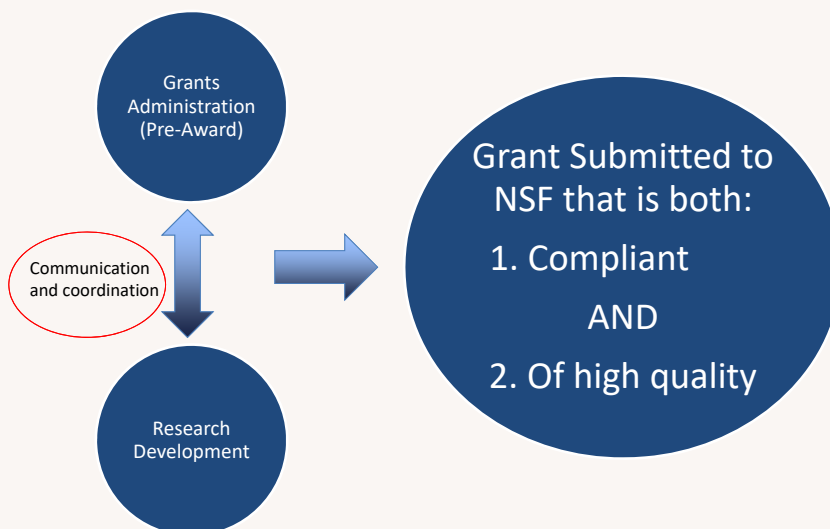 Grants
Administration
(Pre-Award)
Communication
and coordination
Research
Development
Grant Submitted to
NSF that is both:
1. Compliant
AND
2. Of high quality